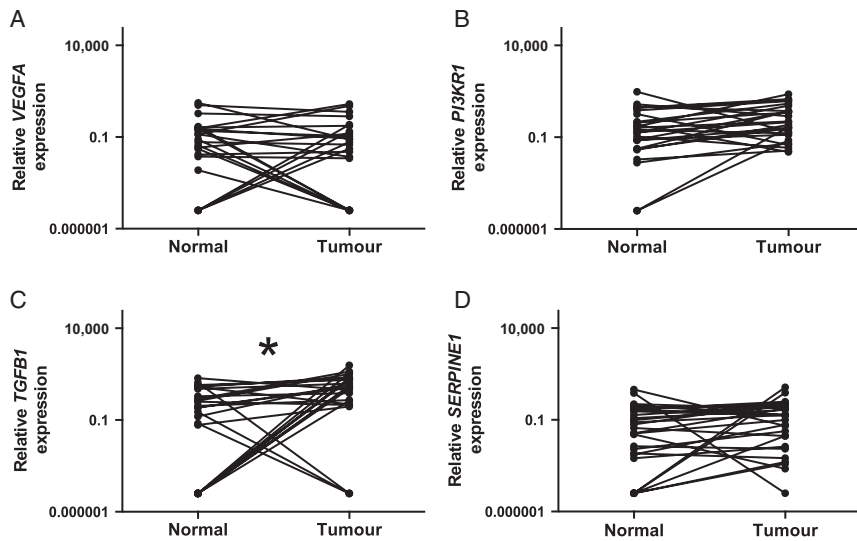 A
10,000
0.1
0.000001
Relative VEGFA
expression
Normal
Tumour
B
10,000
0.1
0.000001
Relative PI3KR1
expression
Normal
Tumour
C
10,000
0.1
0.000001
Relative TGFB1
expression
*
Normal
Tumour
D
10,000
0.1
0.000001
Relative SERPINE1
expression
Normal
Tumour